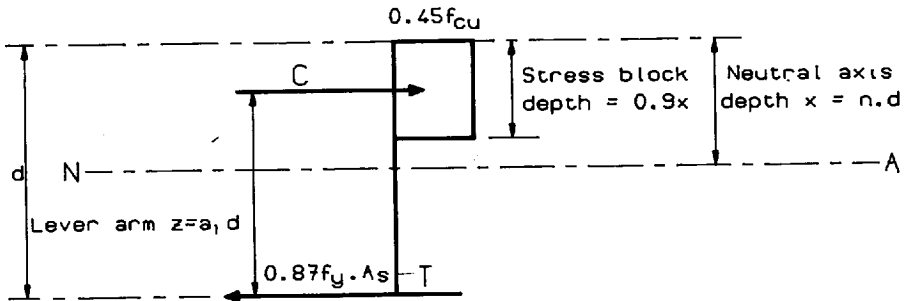 0.45fcu
C
Stress block
depth = 0.9x
Neutral axis
depth x = n.d
d
N
A
Lever arm z=a₁d
0.87fy.As
T